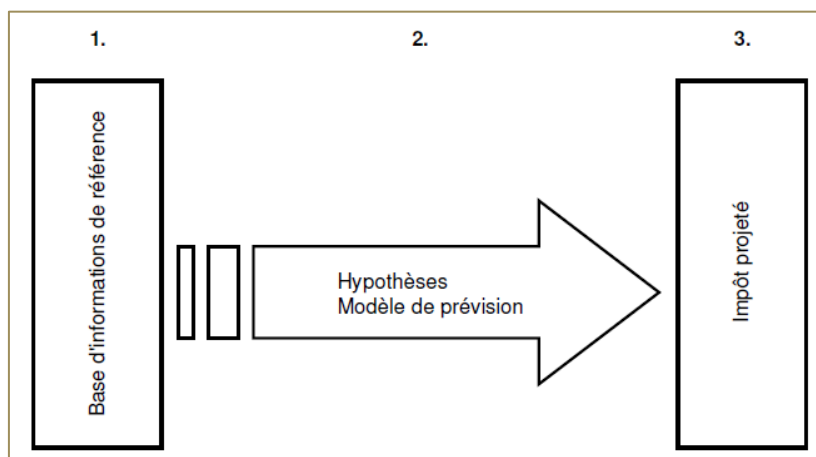 1.
2.
3.
Base d'informations de référence
Hypothèses
Modèle de prévision
Impôt projeté